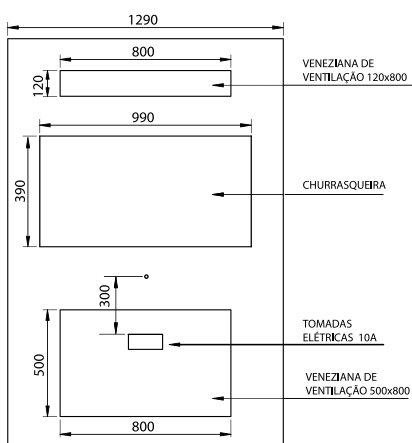 1290
800
120
VENEZIANA DE
VENTILAÇÃO 120x800
990
390
CHURRASQUEIRA
300
TOMADAS
ELÉTRICAS 10A
500
VENEZIANA DE
VENTILAÇÃO 500x800
800